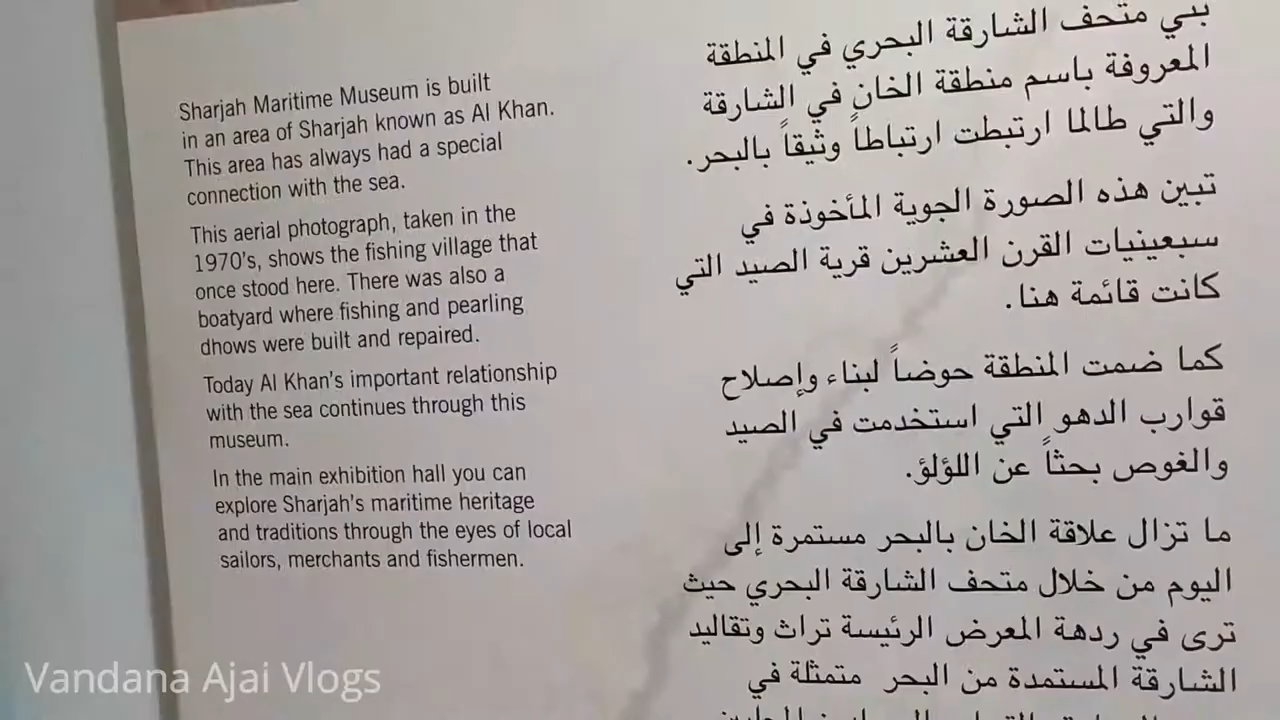 Sharjah Maritime Museum is built
in an area of Sharjah known as Al Khan.
This area has always had a special
connection with the sea.
This aerial photograph, taken in the
1970's, shows the fishing village that
once stood here. There was also a
boatyard where fishing and pearling
dhows were built and repaired.
Today Al Khan's important relationship
with the sea continues through this
museum.
In the main exhibition hall you can
explore Sharjah's maritime heritage
and traditions through the eyes of local
sailors, merchants and fishermen.
بني متحف الشارقة البحري في المنطقة
المعروفة باسم منطقة الخان في الشارقة
والتي طالما ارتبطت ارتباطاً وثيقاً بالبحر.
تبين هذه الصورة الجوية المأخوذة في
سبعينيات القرن العشرين قرية الصيد التي
كانت قائمة هنا.
كما ضمت المنطقة حوضاً لبناء وإصلاح
قوارب الدهو التي استخدمت في الصيد
والغوص بحثاً عن اللؤلؤ.
ما تزال علاقة الخان بالبحر مستمرة إلى
اليوم من خلال متحف الشارقة البحري حيث
ترى في ردهة المعرض الرئيسة تراث وتقاليد
الشارقة المستمدة من البحر متمثلة في
Vandana Ajai Vlogs